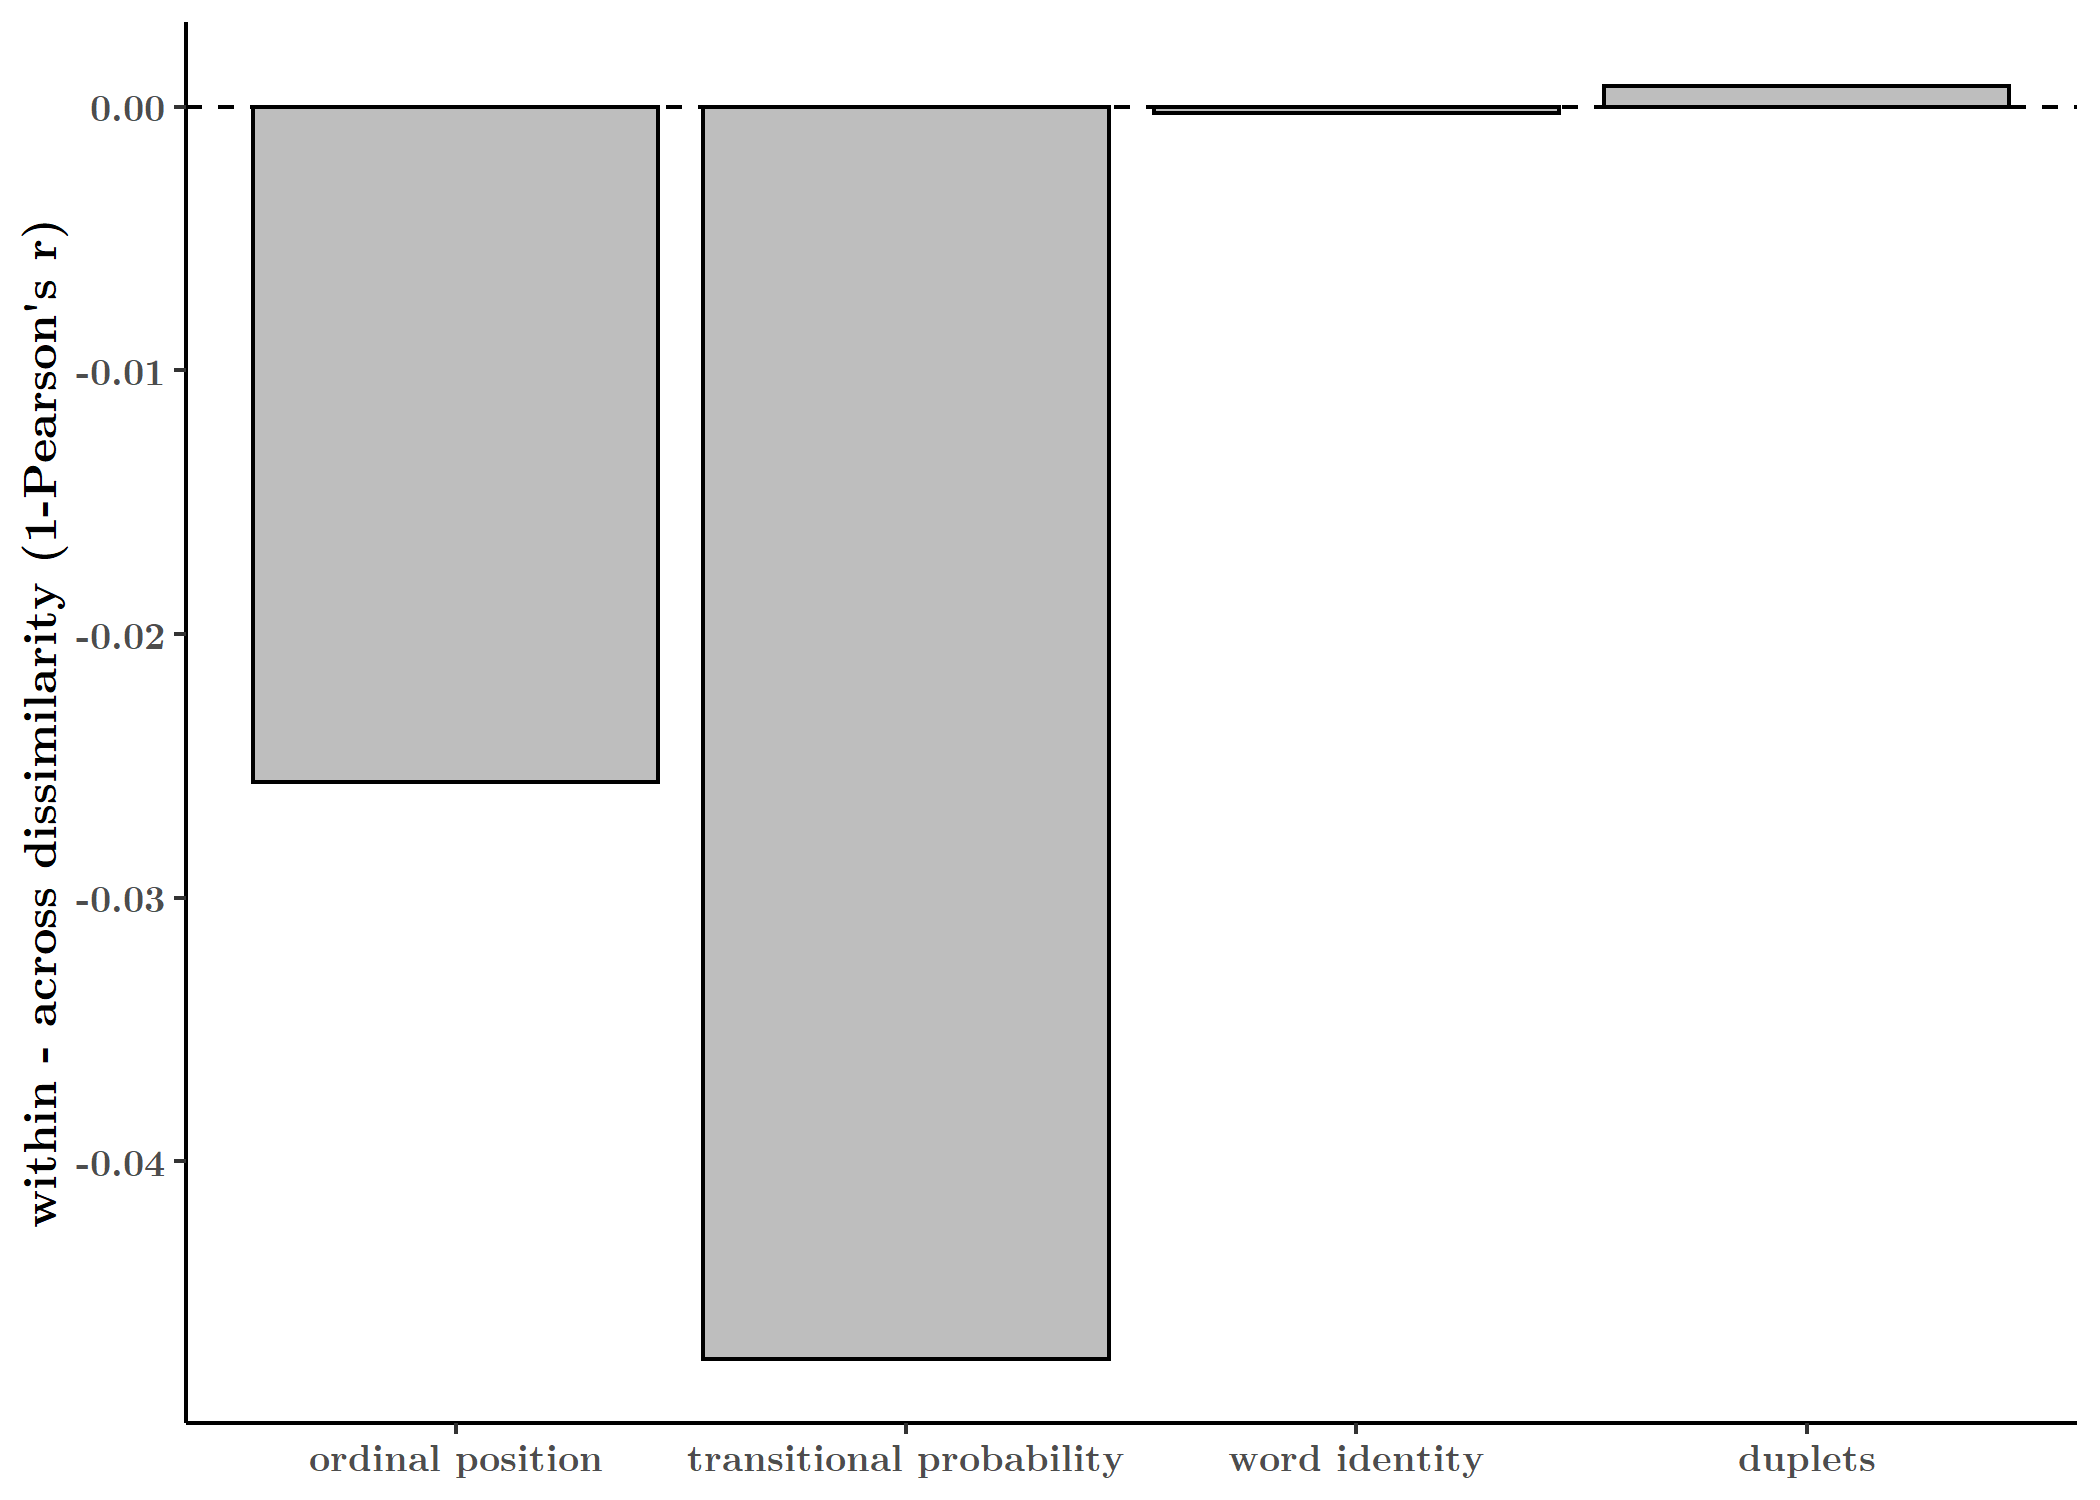 within - across dissimilarity (1-Pearson's r)
0.00
-0.01
-0.02
-0.03
-0.04
ordinal position
transitional probability
word identity
duplets